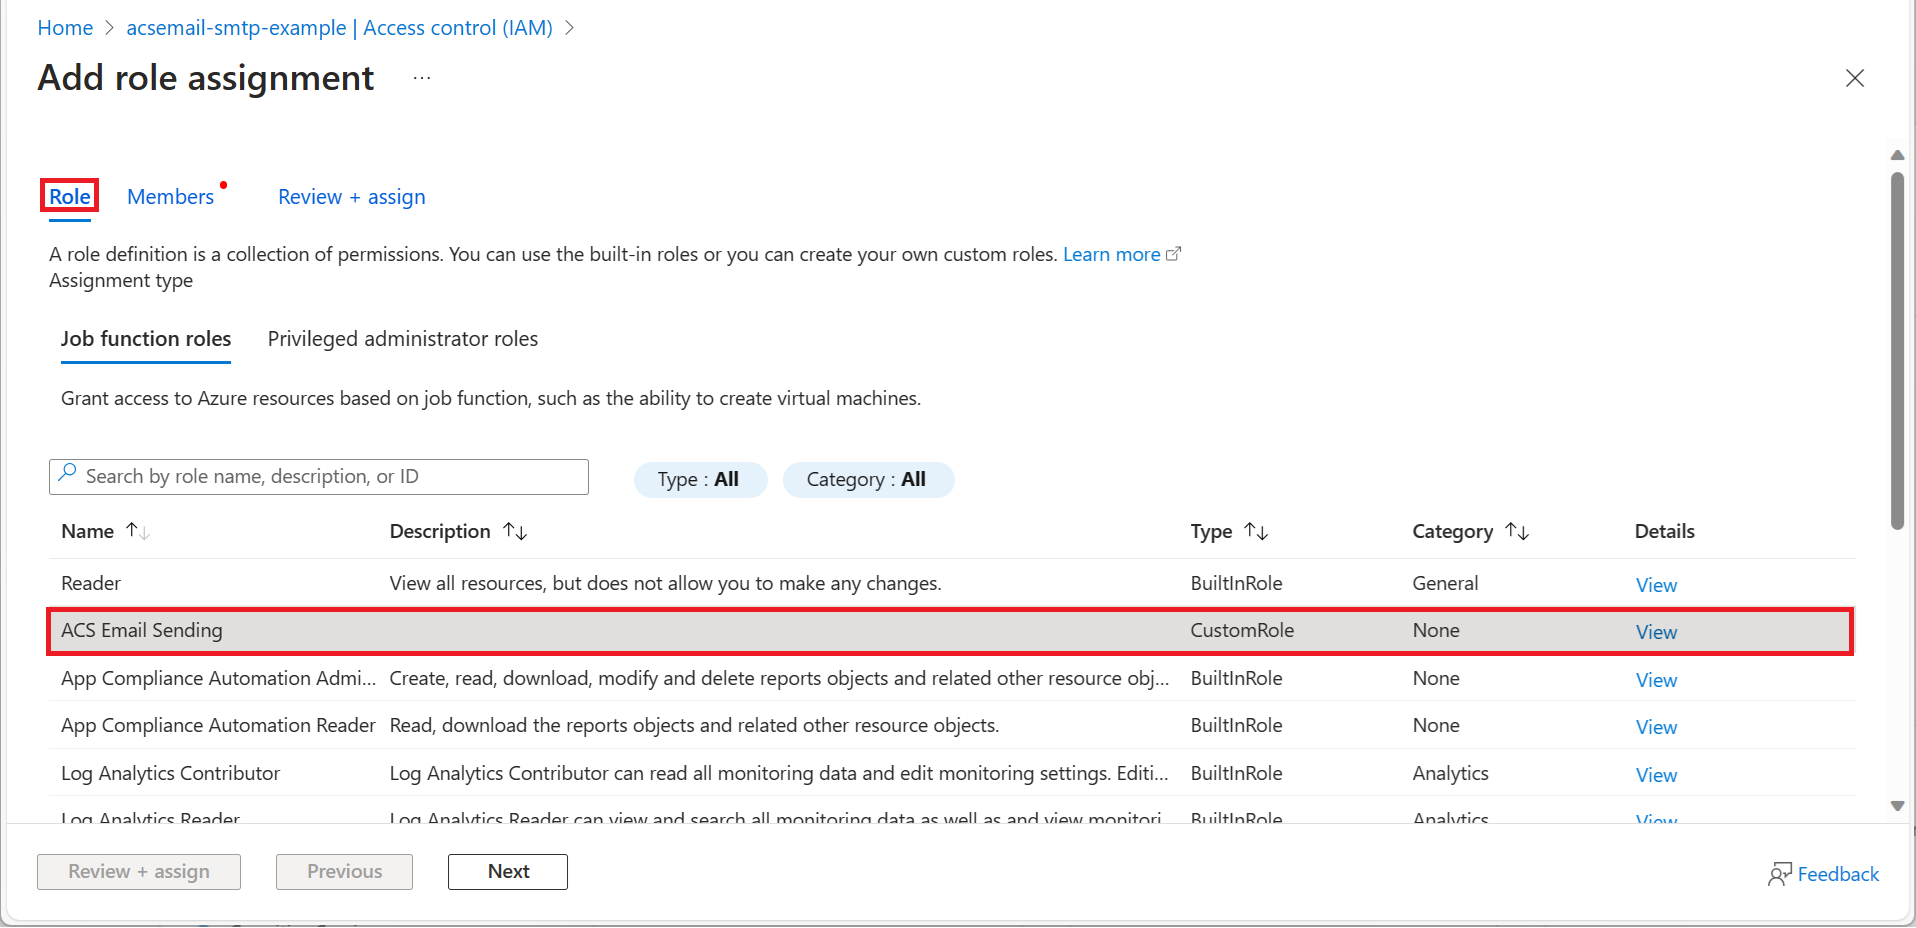 Home > acsemail-smtp-example | Access control (IAM) >
Add role assignment ...
Role Members Review + assign
A role definition is a collection of permissions. You can use the built-in roles or you can create your own custom roles. Learn more
Assignment type
Job function roles Privileged administrator roles
Grant access to Azure resources based on job function, such as the ability to create virtual machines.
Search by role name, description, or ID Type : All Category : All
Name Description Type Category Details
Reader View all resources, but does not allow you to make any changes. BuiltInRole General View
ACS Email Sending CustomRole None View
App Compliance Automation Admi... Create, read, download, modify and delete reports objects and related other resource obj... BuiltInRole None View
App Compliance Automation Reader Read, download the reports objects and related other resource objects. BuiltInRole None View
Log Analytics Contributor Log Analytics Contributor can read all monitoring data and edit monitoring settings. Editi... BuiltInRole Analytics View
Log Analytics Reader Log Analytics Reader can view and search all monitoring data as well as and view monitori... BuiltInRole Analytics View
Review + assign Previous Next Feedback